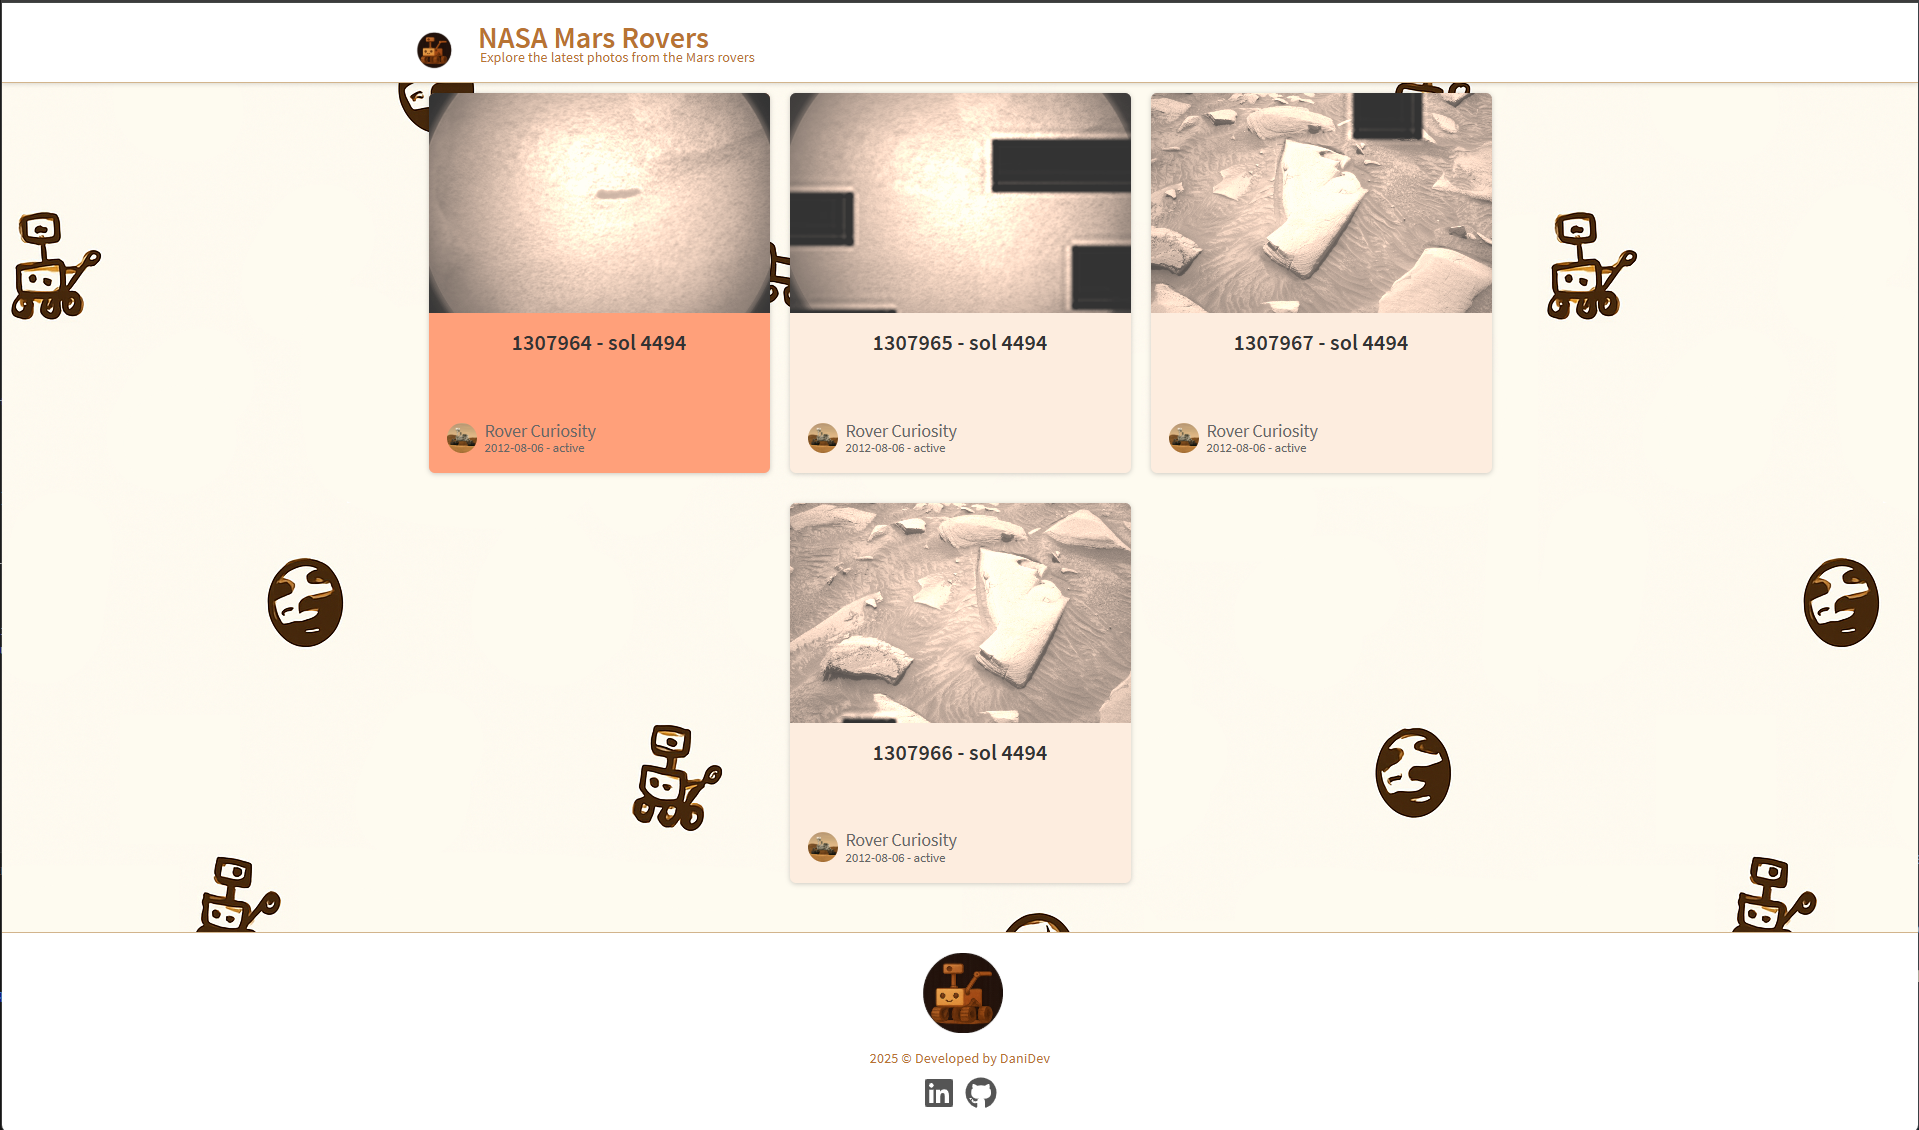 NASA Mars Rovers
Explore the latest photos from the Mars rovers
1307964 - sol 4494
Rover Curiosity
2012-08-06 - active
1307965 - sol 4494
Rover Curiosity
2012-08-06 - active
1307967 - sol 4494
Rover Curiosity
2012-08-06 - active
1307966 - sol 4494
Rover Curiosity
2012-08-06 - active
2025 © Developed by DaniDev
in